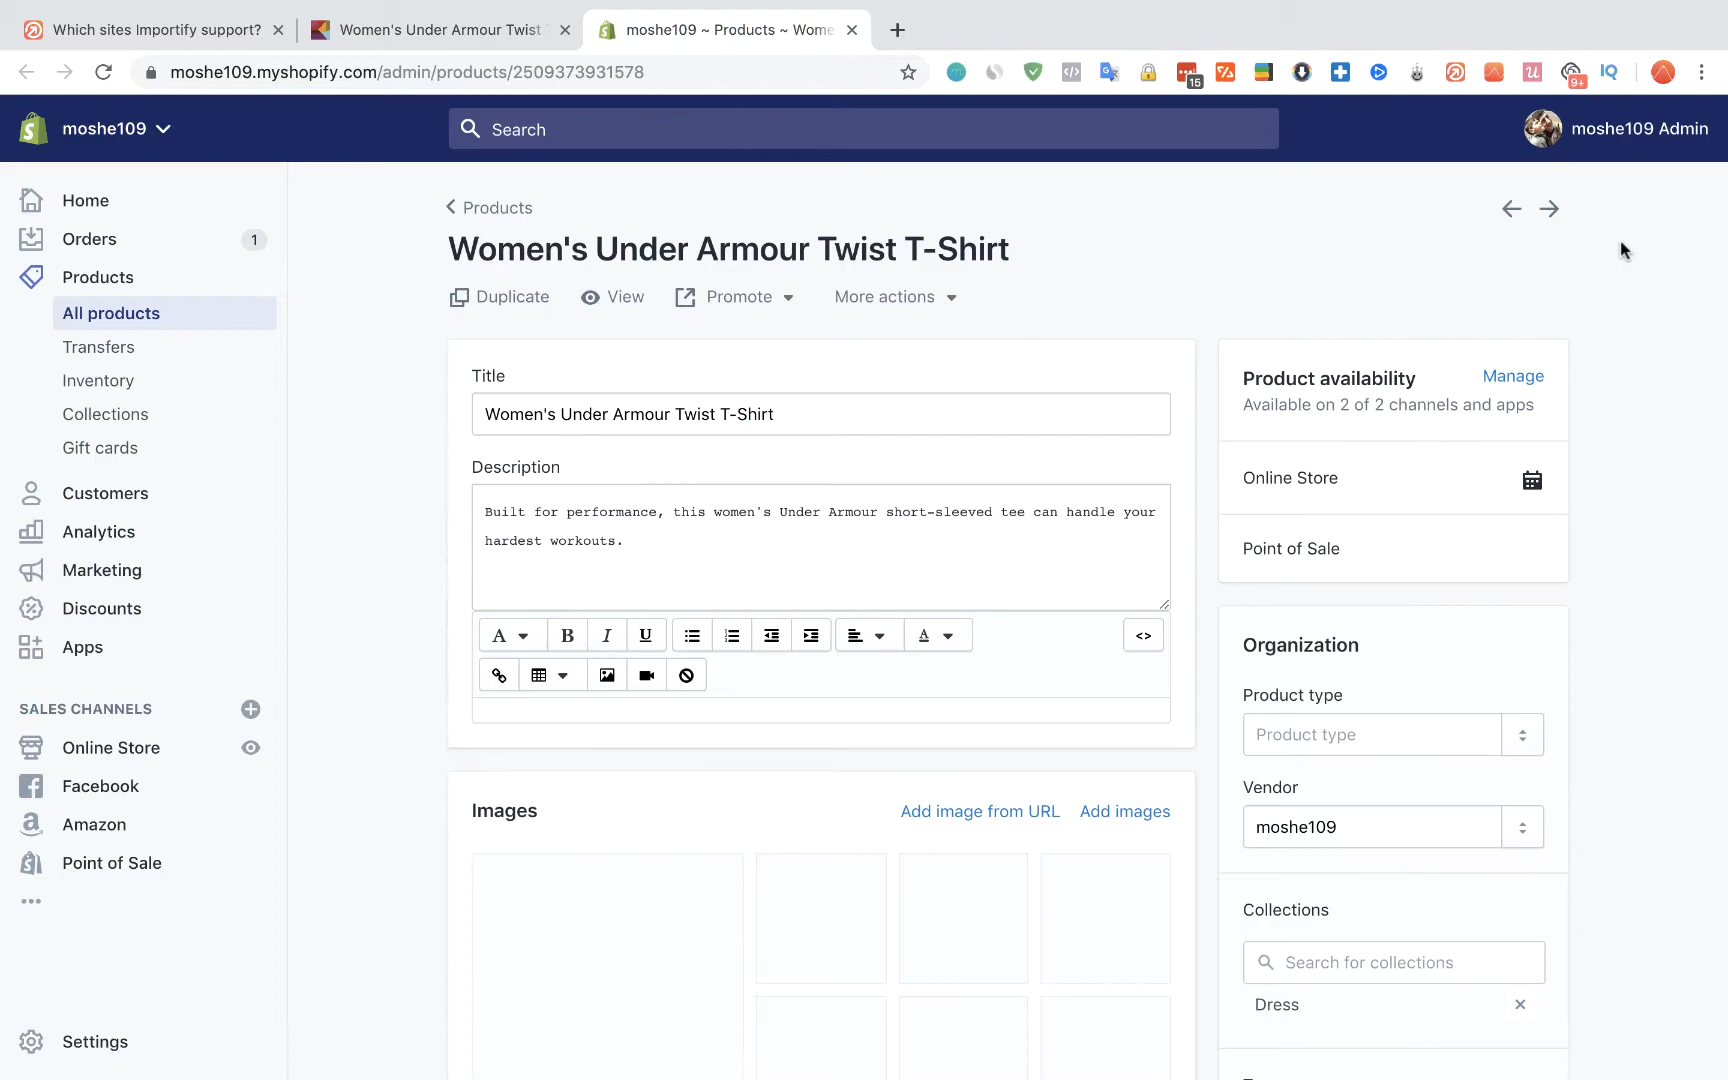 Which sites Importify support?
Women's Under Armour Twist
moshe109 ~ Products ~ Wome
moshe109.myshopify.com/admin/products/2509373931578
15
9+
IQ
moshe109
Search
moshe109 Admin
Home
Orders
1
Products
All products
Transfers
Inventory
Collections
Gift cards
Customers
Analytics
Marketing
Discounts
Apps
SALES CHANNELS
Online Store
Facebook
Amazon
Point of Sale
Settings
Products
Women's Under Armour Twist T-Shirt
Duplicate
View
Promote
More actions
Title
Women's Under Armour Twist T-Shirt
Description
Built for performance, this women's Under Armour short-sleeved tee can handle your
hardest workouts.
A B I U A <>
Images
Add image from URL
Add images
Product availability
Manage
Available on 2 of 2 channels and apps
Online Store
Point of Sale
Organization
Product type
Product type
Vendor
moshe109
Collections
Search for collections
Dress